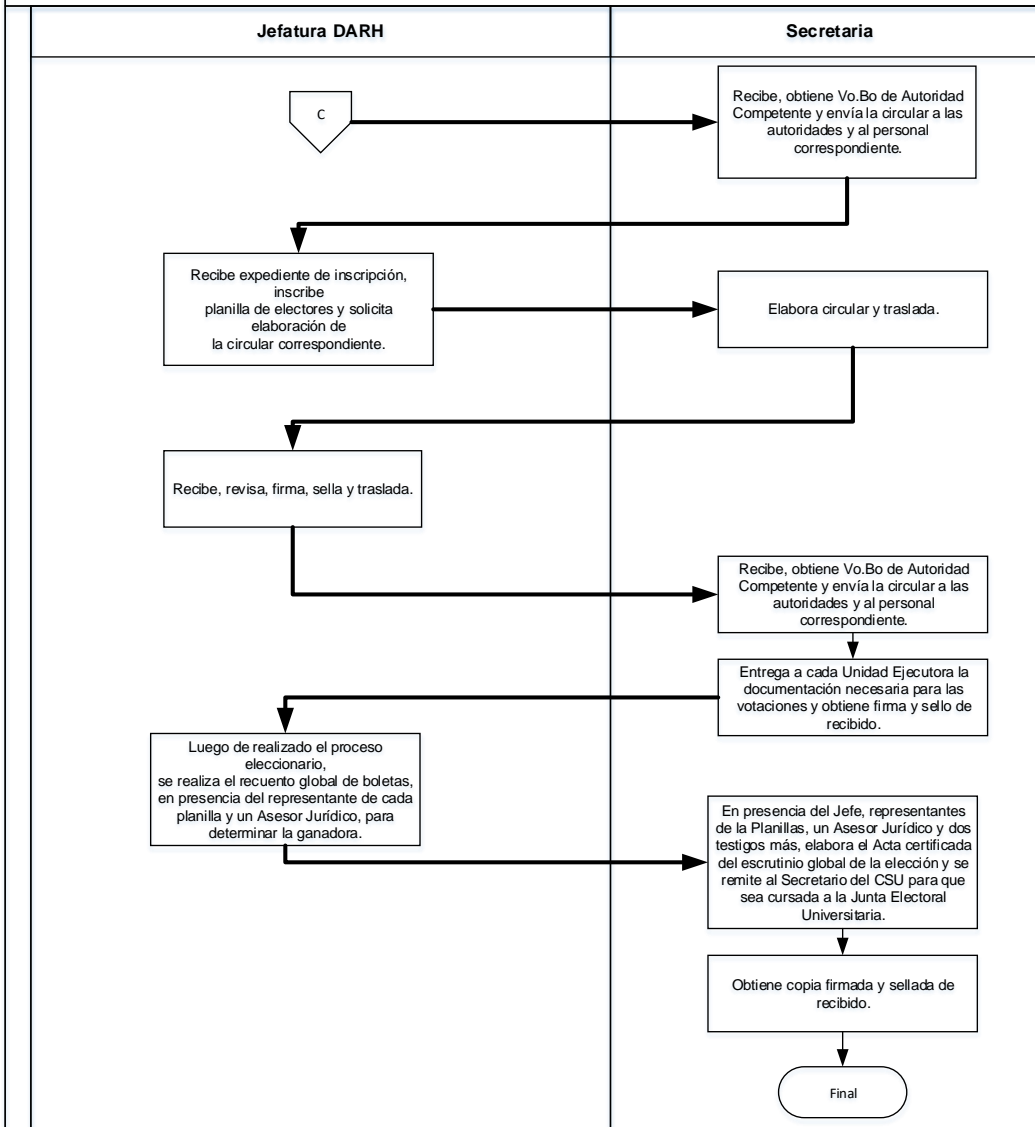 Jefatura DARH
Secretaria
C
Recibe, obtiene Vo.Bo de Autoridad
Competente y envía la circular a las
autoridades y al personal
correspondiente.
Recibe expediente de inscripción,
inscribe
planilla de electores y solicita
elaboración de
la circular correspondiente.
Elabora circular y traslada.
Recibe, revisa, firma, sella y traslada.
Recibe, obtiene Vo.Bo de Autoridad
Competente y envía la circular a las
autoridades y al personal
correspondiente.
Entrega a cada Unidad Ejecutora la
documentación necesaria para las
votaciones y obtiene firma y sello de
recibido.
Luego de realizado el proceso
eleccionario,
se realiza el recuento global de boletas,
en presencia del representante de cada
planilla y un Asesor Jurídico, para
determinar la ganadora.
En presencia del Jefe, representantes
de la Planillas, un Asesor Jurídico y dos
testigos más, elabora el Acta certificada
del escrutinio global de la elección y se
remite al Secretario del CSU para que
sea cursada a la Junta Electoral
Universitaria.
Obtiene copia firmada y sellada de
recibido.
Final